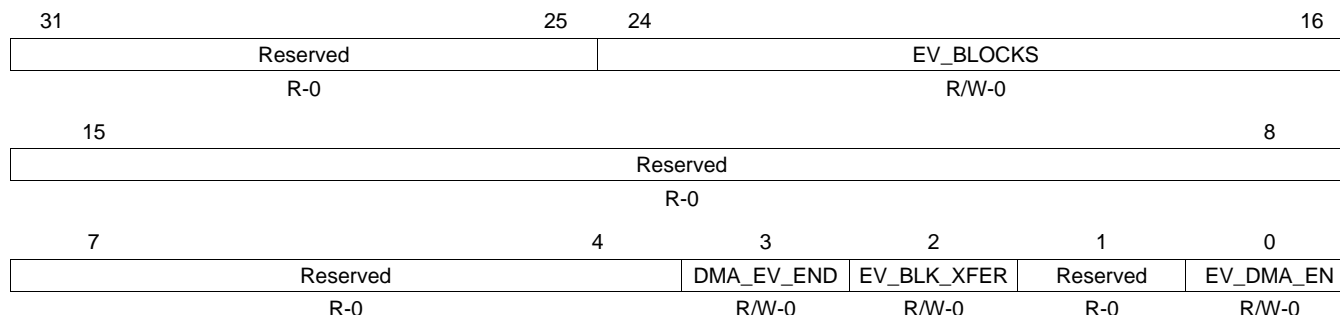 31 25 24 16
Reserved EV_BLOCKS
R-0 R/W-0
15 8
Reserved
R-0
7 4 3 2 1 0
Reserved DMA_EV_END EV_BLK_XFER Reserved EV_DMA_EN
R-0 R/W-0 R/W-0 R-0 R/W-0